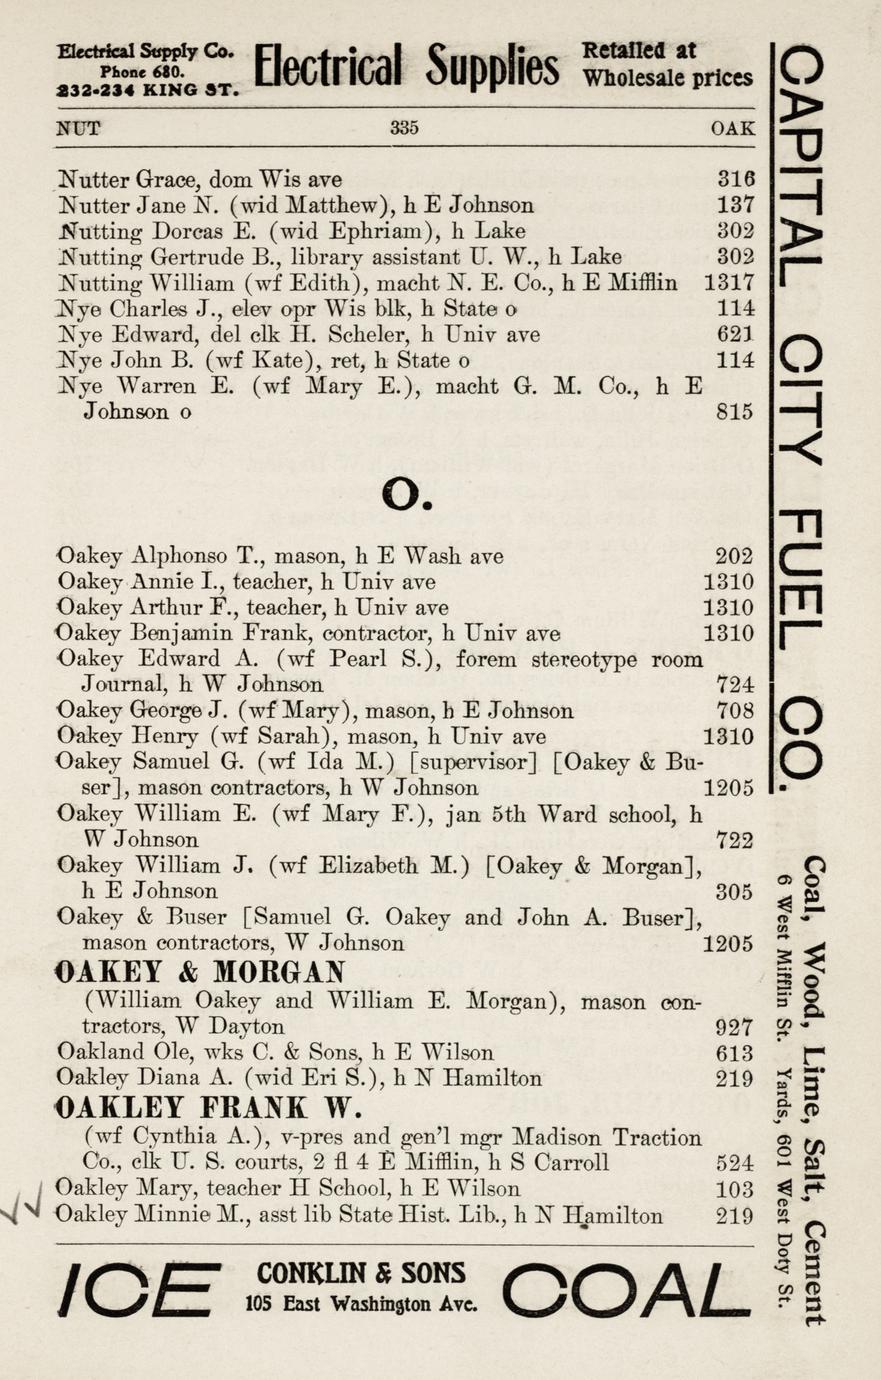 Electrical Supply Co.
Phone 680.
232-234 KING ST.
Electrical Supplies
Retailed at
Wholesale prices
NUT 335 OAK
Nutter Grace, dom Wis ave 316
Nutter Jane N. (wid Matthew), h E Johnson 137
Nutting Dorcas E. (wid Ephriam), h Lake 302
Nutting Gertrude B., library assistant U. W., h Lake 302
Nutting William (wf Edith), macht N. E. Co., h E Mifflin 1317
Nye Charles J., elev opr Wis blk, h State o 114
Nye Edward, del clk H. Scheler, h Univ ave 621
Nye John B. (wf Kate), ret, h State o 114
Nye Warren E. (wf Mary E.), macht G. M. Co., h E
Johnson o 815
O.
Oakey Alphonso T., mason, h E Wash ave 202
Oakey Annie I., teacher, h Univ ave 1310
Oakey Arthur F., teacher, h Univ ave 1310
Oakey Benjamin Frank, contractor, h Univ ave 1310
Oakey Edward A. (wf Pearl S.), forem stereotype room
Journal, h W Johnson 724
Oakey George J. (wf Mary), mason, h E Johnson 708
Oakey Henry (wf Sarah), mason, h Univ ave 1310
Oakey Samuel G. (wf Ida M.) [supervisor] [Oakey & Bu-
ser], mason contractors, h W Johnson 1205
Oakey William E. (wf Mary F.), jan 5th Ward school, h
W Johnson 722
Oakey William J. (wf Elizabeth M.) [Oakey & Morgan],
h E Johnson 305
Oakey & Buser [Samuel G. Oakey and John A. Buser],
mason contractors, W Johnson 1205
OAKEY & MORGAN
(William Oakey and William E. Morgan), mason con-
tractors, W Dayton 927
Oakland Ole, wks C. & Sons, h E Wilson 613
Oakley Diana A. (wid Eri S.), h N Hamilton 219
OAKLEY FRANK W.
(wf Cynthia A.), v-pres and gen'l mgr Madison Traction
Co., clk U. S. courts, 2 fl 4 E Mifflin, h S Carroll 524
Oakley Mary, teacher H School, h E Wilson 103
Oakley Minnie M., asst lib State Hist. Lib., h N Hamilton 219
ICE
CONKLIN & SONS
105 East Washington Ave.
COAL
CAPITAL CITY FUEL CO.
Coal, Wood, Lime, Salt, Cement
6 West Mifflin St. Yards, 601 West Doty St.